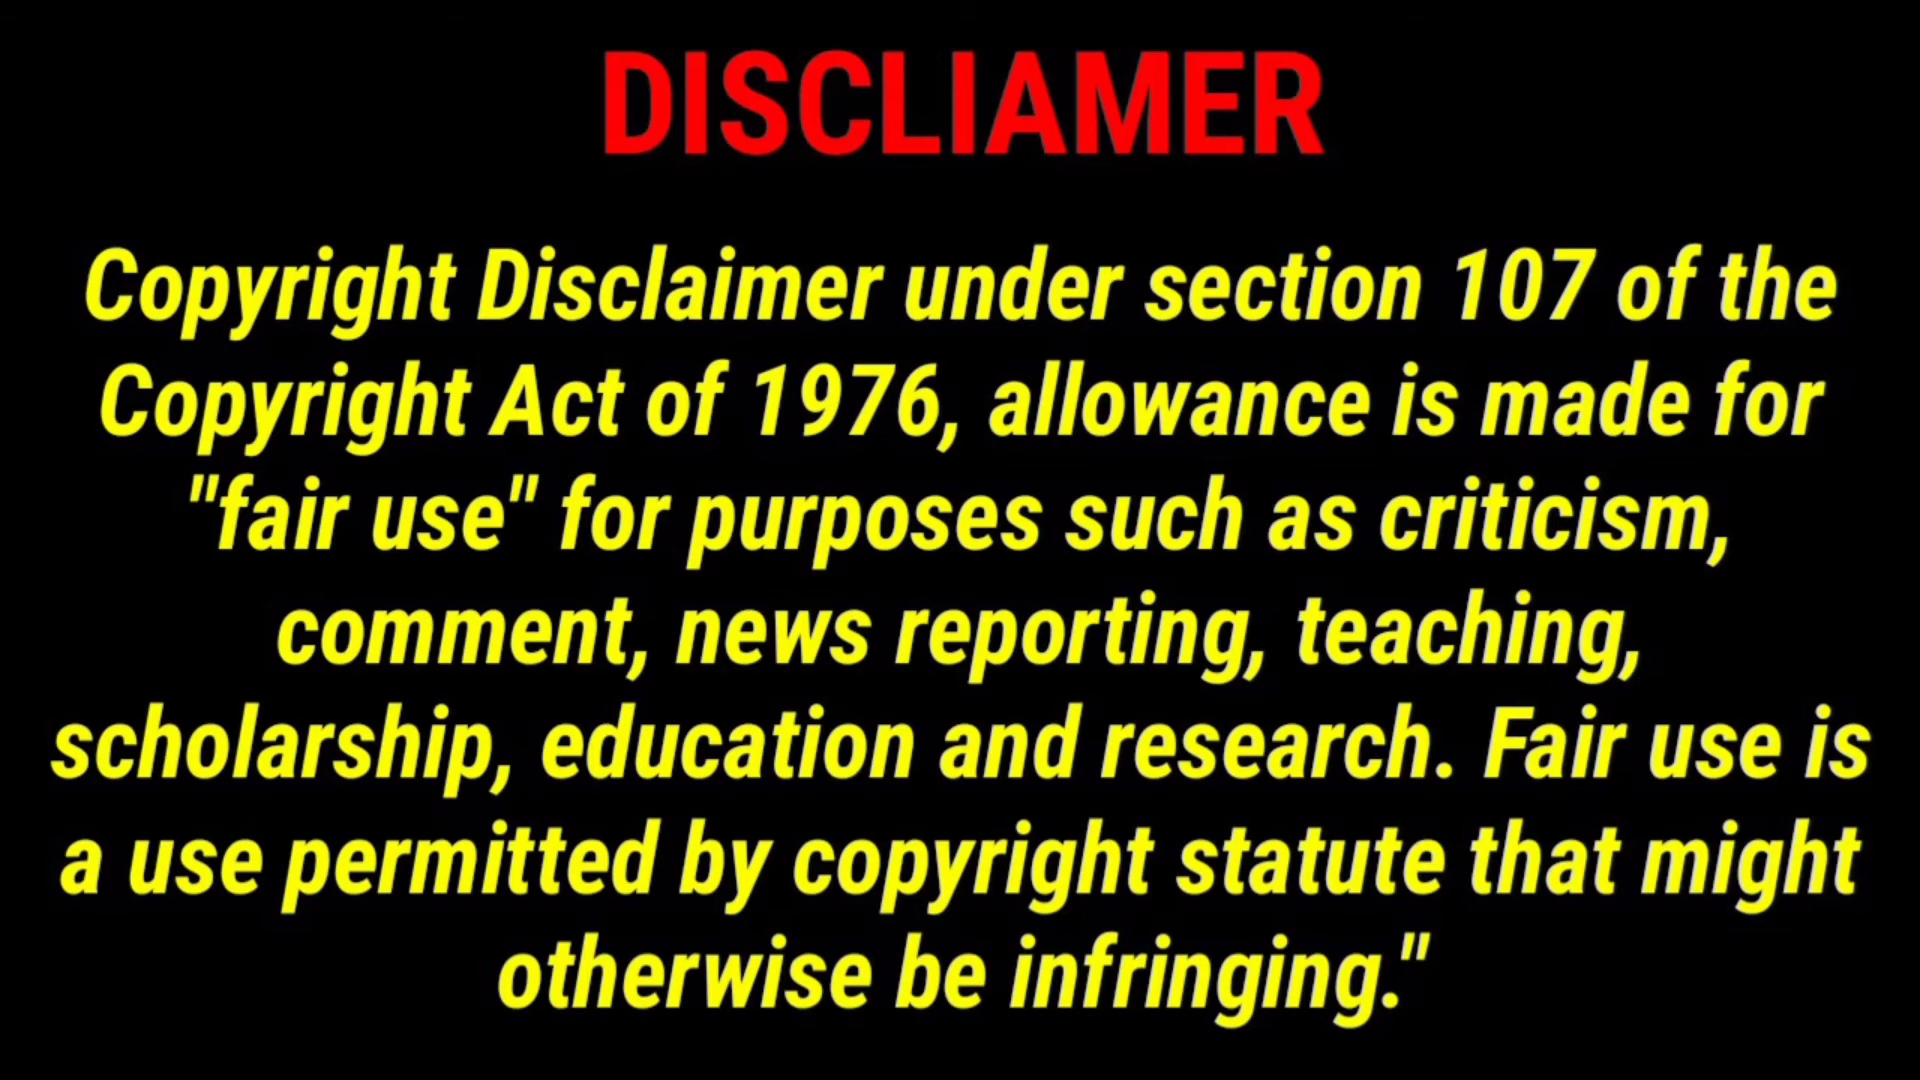 DISCLIAMER
Copyright Disclaimer under section 107 of the
Copyright Act of 1976, allowance is made for
"fair use" for purposes such as criticism,
comment, news reporting, teaching,
scholarship, education and research. Fair use is
a use permitted by copyright statute that might
otherwise be infringing."